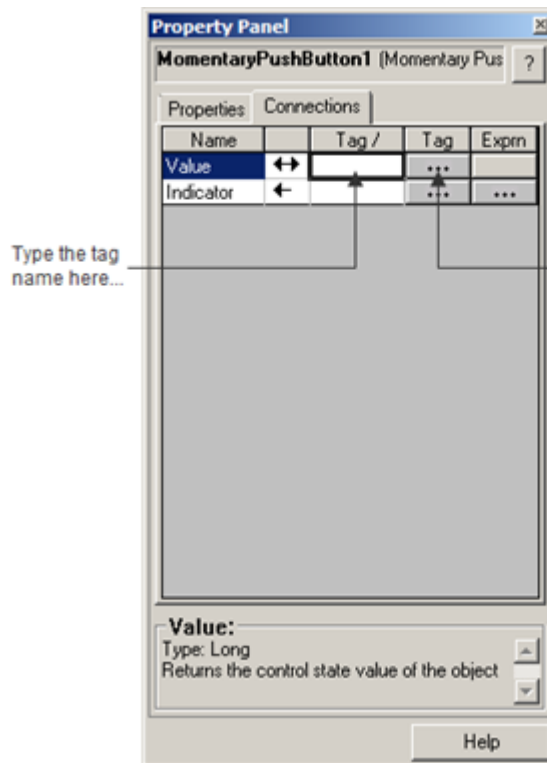 Property Panel
MomentaryPushButton1 (Momentary Pus ?
Properties Connections
Name Tag / Tag Exprn
Value ...
Indicator ... ...
Type the tag
name here...
Value:
Type: Long
Returns the control state value of the object
Help